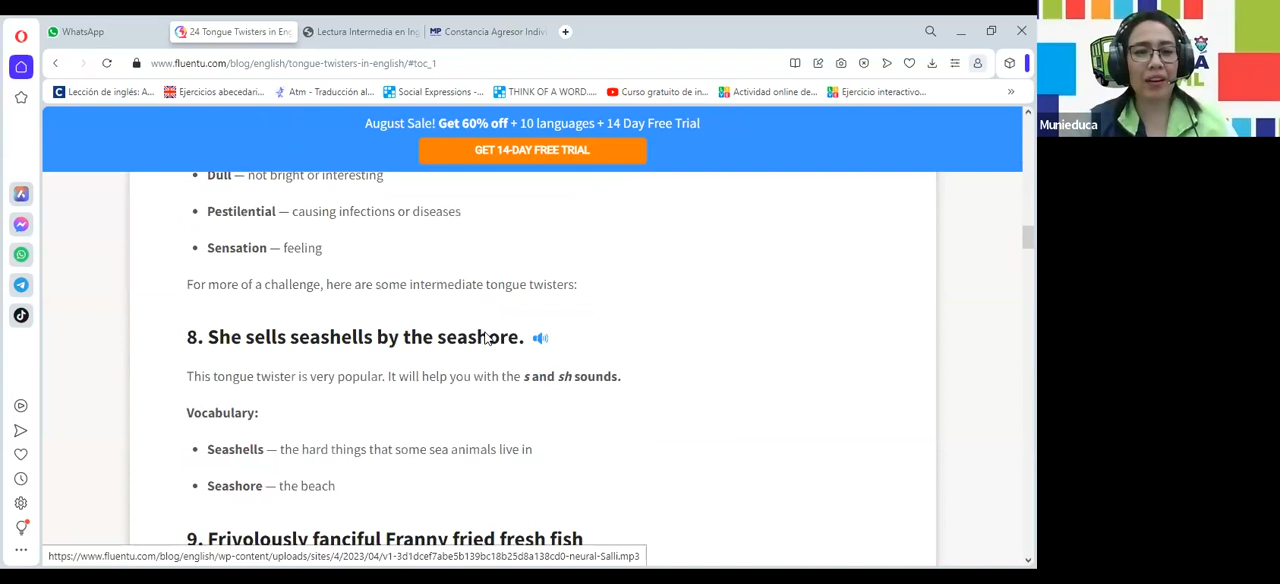 WhatsApp
24 Tongue Twisters in Eng
Lectura Intermedia en Ing
MP Constancia Agresor Indivi
www.fluentu.com/blog/english/tongue-twisters-in-english/#toc_1
Lección de inglés: A...
Ejercicios abecedari...
Atm - Traducción al...
Social Expressions -...
THINK OF A WORD....
Curso gratuito de in...
Actividad online de...
Ejercicio interactivo...
»
August Sale! Get 60% off + 10 languages + 14 Day Free Trial
GET 14-DAY FREE TRIAL
• Dull — not bright or interesting
• Pestilential — causing infections or diseases
• Sensation — feeling
For more of a challenge, here are some intermediate tongue twisters:
8. She sells seashells by the seashore.
This tongue twister is very popular. It will help you with the s and sh sounds.
Vocabulary:
• Seashells — the hard things that some sea animals live in
• Seashore — the beach
9. Frivolously fanciful Franny fried fresh fish
https://www.fluentu.com/blog/english/wp-content/uploads/sites/4/2023/04/v1-3d1dcef7abe5b139bc18b25d8a138cd0-neural-Salli.mp3
Munieduca